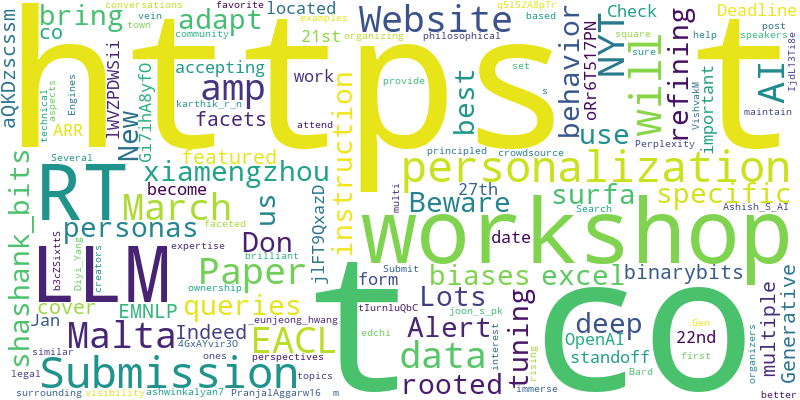 https
t
co
t
workshop
RT
LLM
personalization
Submission
Website
Malta
EACL
Paper
March
amp
AI
NYT
will
refining
data
Beware
Alert
Lots
tuning
instruction
queries
xiamengzhou
personas
specific
surfa
biases
excel
deep
rooted
use
best
behavior
adapt
bring
co
located
21st
accepting
work
facets
featured
become
us
Don
New
ARR
cover
EMNLP
Jan
Indeed
form
standoff
OpenAI
22nd
27th
date
binarybits
multiple
Generative
important
Check
Deadline
shashank_bits
aQKDzscssm
lWVZPDWSii
Gi7ihA8yfO
jlFT9QxazD
oRr6T517PN
conversations
vein
town
favorite
examples
based
q5152A8pTr
community
organizing
philosophical
post
square
speakers
sure
help
IjdL13Ti8e
VishvakM
maintain
Perplexity
better
technical
aspects
Engines
karthik_r_n
attend
provide
set
s
principled
crowdsource
Search
Ashish_S_AI
multi
faceted
expertise
brilliant
ownership
perspectives
4GxAYvir3O
tIurnluQbC
eunjeong_hwang
joon_s_pk
edchi
interest
rising
immerse
Submit
Bard
Gen
first
organizers
topics
ones
m
PranjalAggarw16
ashwinkalyan7
visibility
surrounding
legal
similar
b3cZSixttS
Diyi_Yang
creators
Several